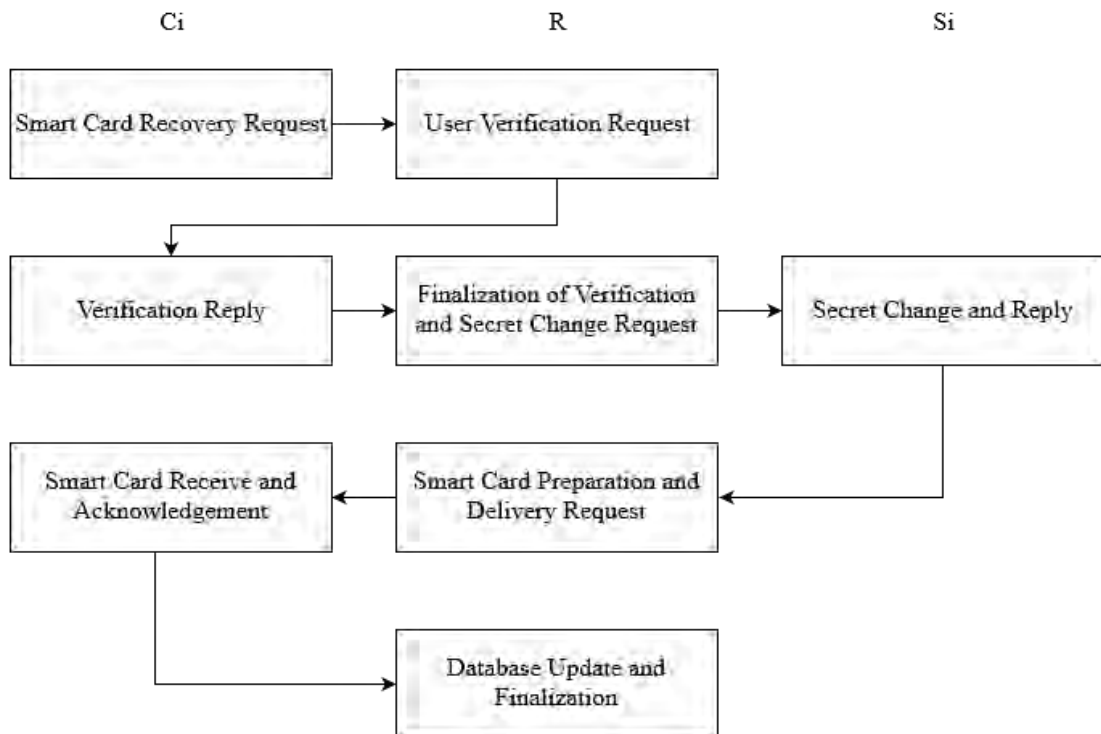 Ci
R
Si
Smart Card Recovery Request
User Verification Request
Verification Reply
Finalization of Verification
and Secret Change Request
Secret Change and Reply
Smart Card Receive and
Acknowledgement
Smart Card Preparation and
Delivery Request
Database Update and
Finalization